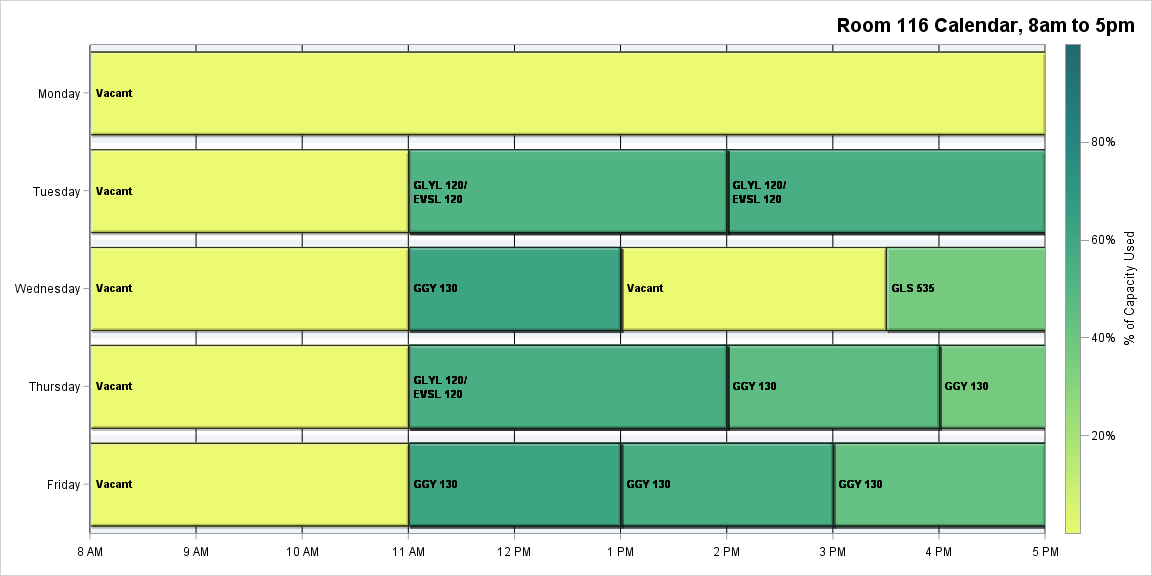 Room 116 Calendar, 8am to 5pm
Monday
Vacant
Tuesday
Vacant
GLYL 120/
EVSL 120
GLYL 120/
EVSL 120
Wednesday
Vacant
GGY 130
Vacant
GLS 535
Thursday
Vacant
GLYL 120/
EVSL 120
GGY 130
GGY 130
Friday
Vacant
GGY 130
GGY 130
GGY 130
8 AM
9 AM
10 AM
11 AM
12 PM
1 PM
2 PM
3 PM
4 PM
5 PM
80%
60%
40%
20%
% of Capacity Used